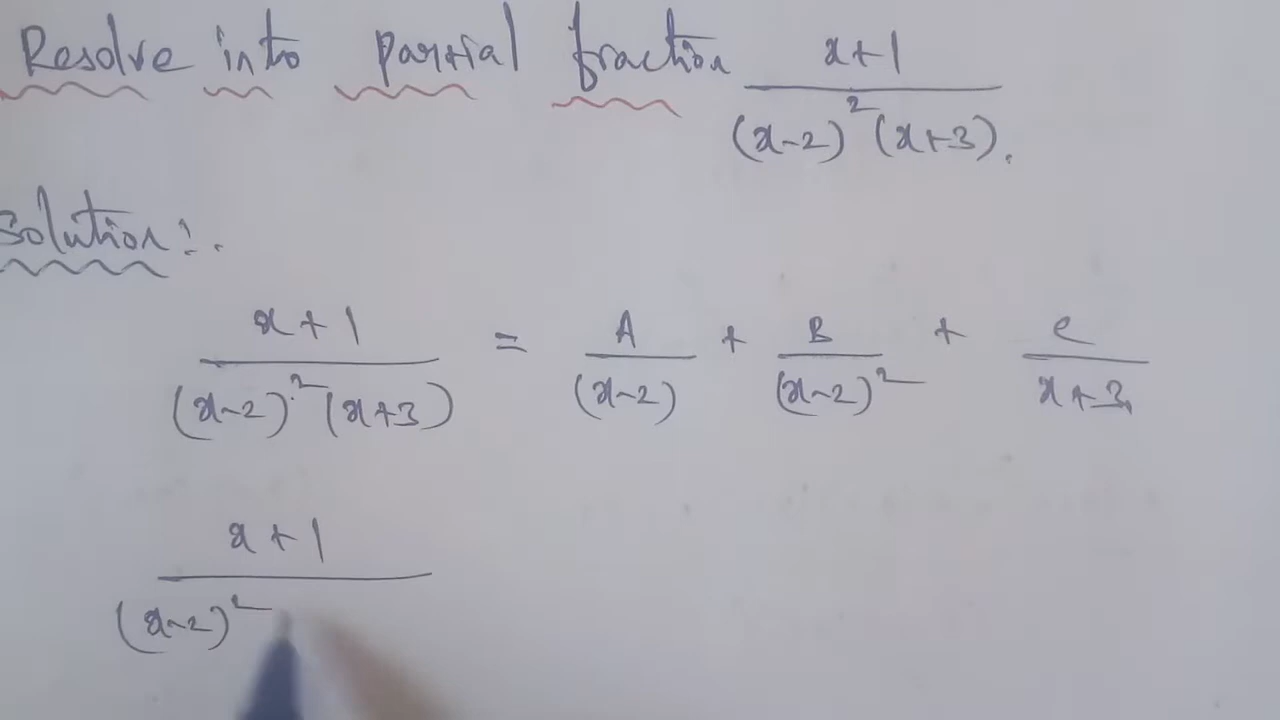 Resolve into partial fraction x+1
(x-2)² (x+3).
Solution:.
x+1 = A + B + C
(x-2)² (x+3) (x-2) (x-2)² x+3
x+1
(x-2)²